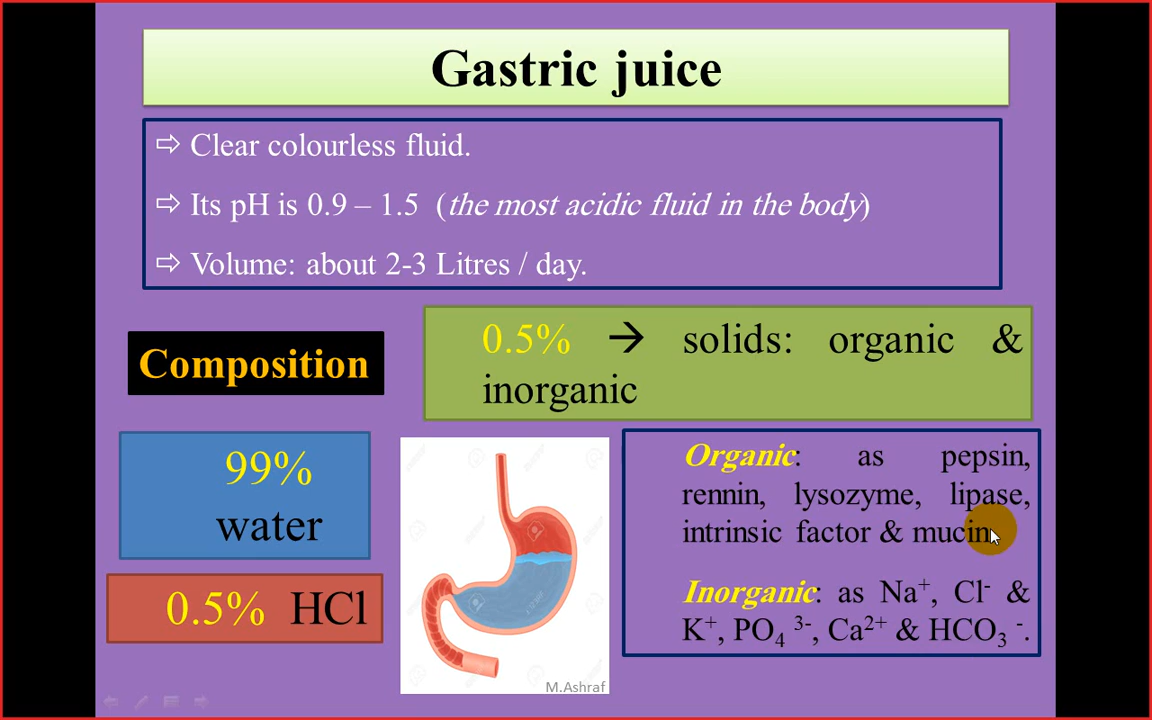 Gastric juice
⇨ Clear colourless fluid.
⇨ Its pH is 0.9 – 1.5 (the most acidic fluid in the body)
⇨ Volume: about 2-3 Litres / day.
Composition
0.5% → solids: organic &
inorganic
99%
water
0.5% HCl
Organic: as pepsin,
rennin, lysozyme, lipase,
intrinsic factor & mucin.
Inorganic: as Na⁺, Cl⁻ &
K⁺, PO₄ ³⁻, Ca²⁺ & HCO₃ ⁻.
M.Ashraf